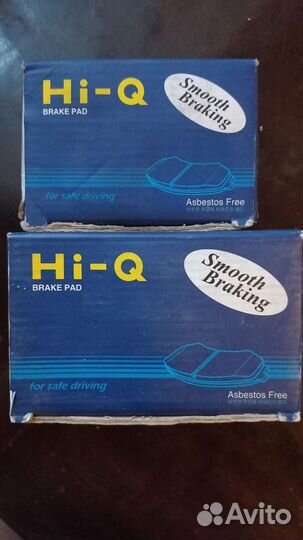 Hi-Q
BRAKE PAD
Smooth
Braking
for safe driving
Asbestos Free
Hi-Q
BRAKE PAD
Smooth
Braking
for safe driving
Asbestos Free
Avito